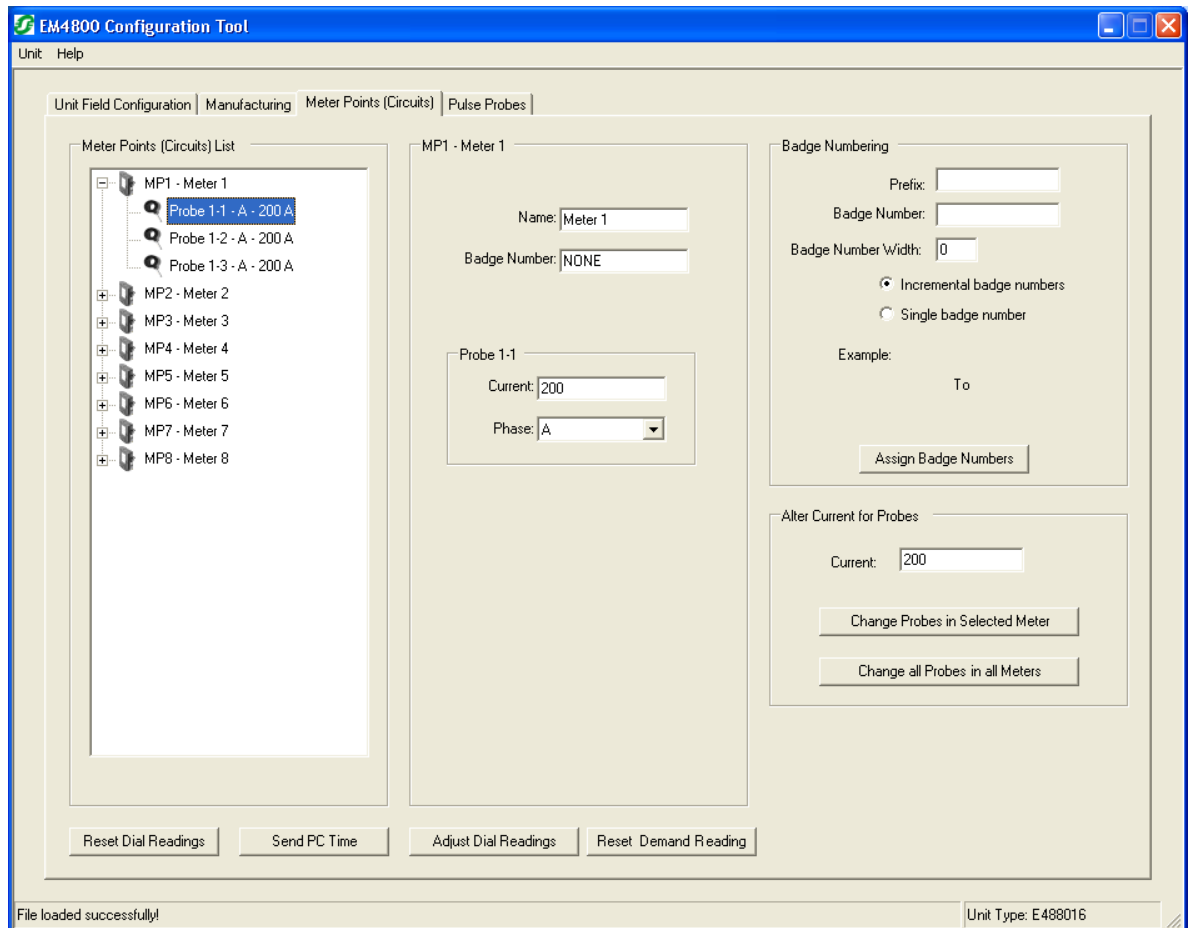 EM4800 Configuration Tool
Unit Help
Unit Field Configuration Manufacturing Meter Points (Circuits) Pulse Probes
Meter Points (Circuits) List
MP1 - Meter 1
Probe 1-1 - A - 200 A
Probe 1-2 - A - 200 A
Probe 1-3 - A - 200 A
MP2 - Meter 2
MP3 - Meter 3
MP4 - Meter 4
MP5 - Meter 5
MP6 - Meter 6
MP7 - Meter 7
MP8 - Meter 8
MP1 - Meter 1
Name: Meter 1
Badge Number: NONE
Probe 1-1
Current: 200
Phase: A
Badge Numbering
Prefix:
Badge Number:
Badge Number Width: 0
Incremental badge numbers
Single badge number
Example:
To
Assign Badge Numbers
Alter Current for Probes
Current: 200
Change Probes in Selected Meter
Change all Probes in all Meters
Reset Dial Readings Send PC Time Adjust Dial Readings Reset Demand Reading
File loaded successfully! Unit Type: E488016